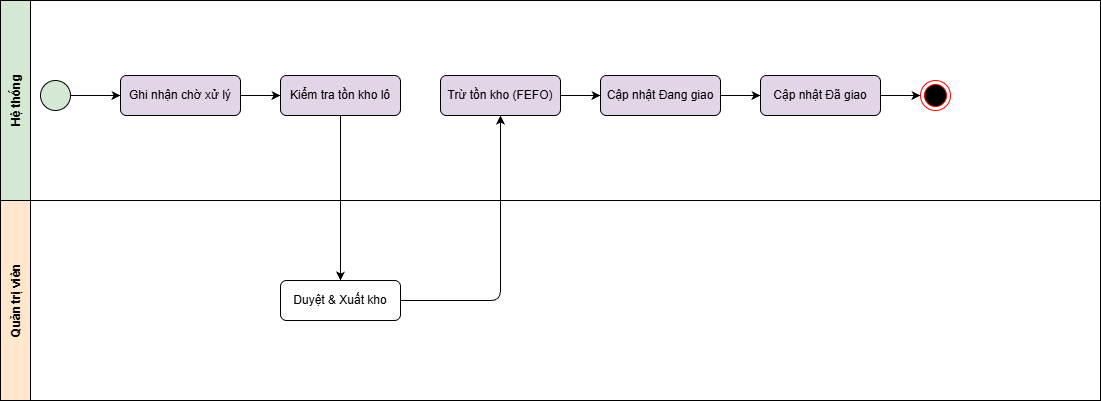 Hệ thống
Ghi nhận chờ xử lý
Kiểm tra tồn kho lô
Trừ tồn kho (FEFO)
Cập nhật Đang giao
Cập nhật Đã giao
Quản trị viên
Duyệt & Xuất kho